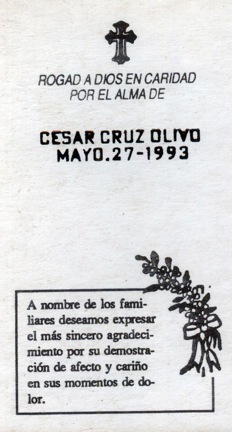 ROGAD A DIOS EN CARIDAD
POR EL ALMA DE
CESAR CRUZ OLIVO
MAYO.27-1993
A nombre de los fami-
liares deseamos expresar
el más sincero agradeci-
miento por su demostra-
ción de afecto y cariño
en sus momentos de do-
lor.